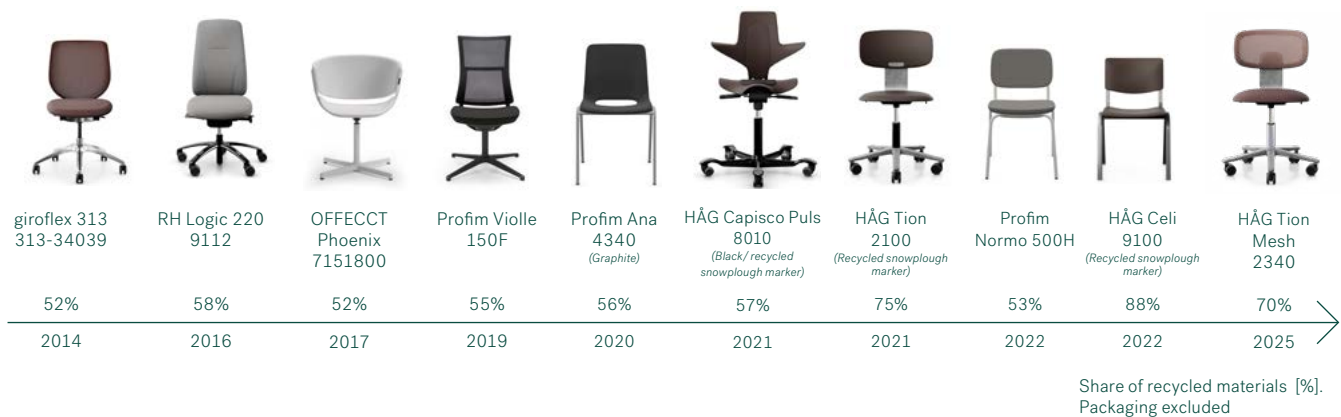 giroflex 313
313-34039
RH Logic 220
9112
OFFECCT
Phoenix
7151800
Profim Violle
150F
Profim Ana
4340
(Graphite)
HÅG Capisco Puls
8010
(Black/ recycled
snowplough marker)
HÅG Tion
2100
(Recycled snowplough
marker)
Profim
Normo 500H
HÅG Celi
9100
(Recycled snowplough
marker)
HÅG Tion
Mesh
2340
52%
58%
52%
55%
56%
57%
75%
53%
88%
70%
2014
2016
2017
2019
2020
2021
2021
2022
2022
2025
Share of recycled materials [%].
Packaging excluded